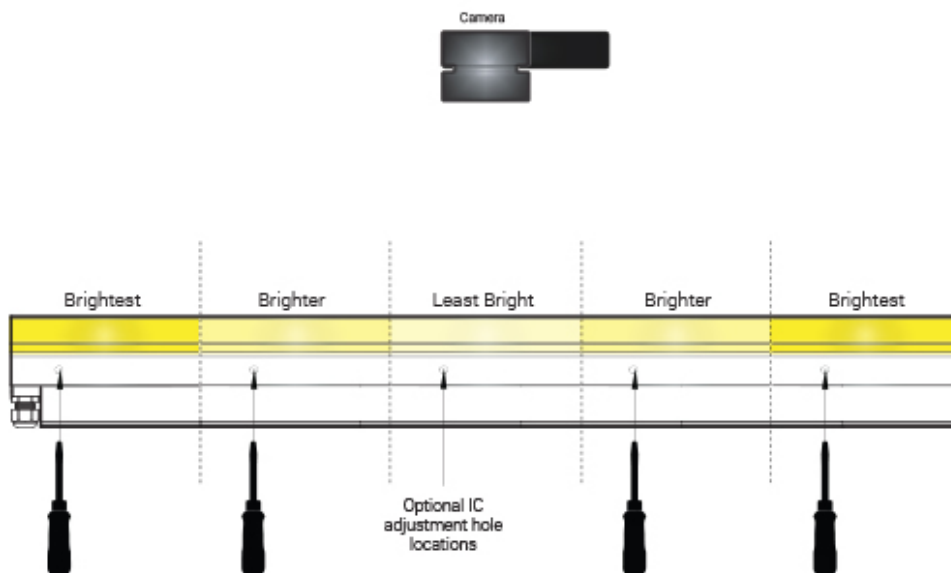 Camera
Brightest
Brighter
Least Bright
Brighter
Brightest
Optional IC
adjustment hole
locations